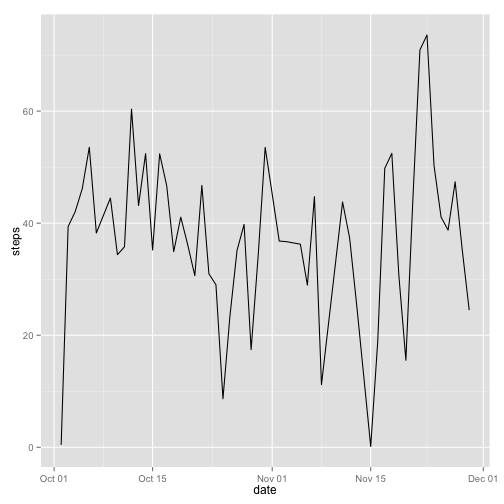 60
40
20
0
steps
Oct 01
Oct 15
Nov 01
Nov 15
Dec 01
date